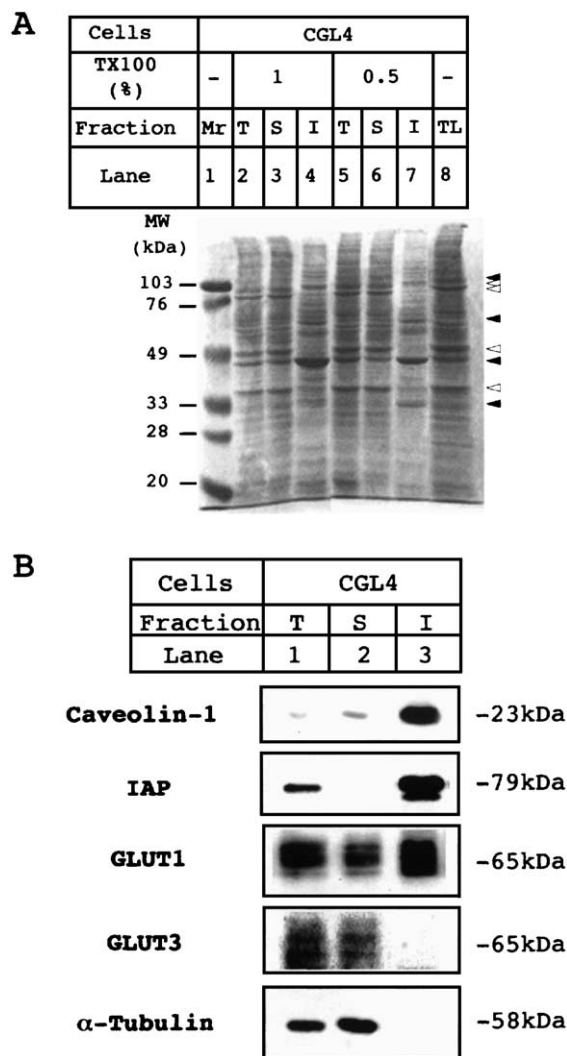 A
Cells CGL4
TX100 (%) - 1 0.5 -
Fraction Mr T S I T S I TL
Lane 1 2 3 4 5 6 7 8
MW
(kDa)
103
76
49
33
28
20
B
Cells CGL4
Fraction T S I
Lane 1 2 3
Caveolin-1 -23kDa
IAP -79kDa
GLUT1 -65kDa
GLUT3 -65kDa
α-Tubulin -58kDa